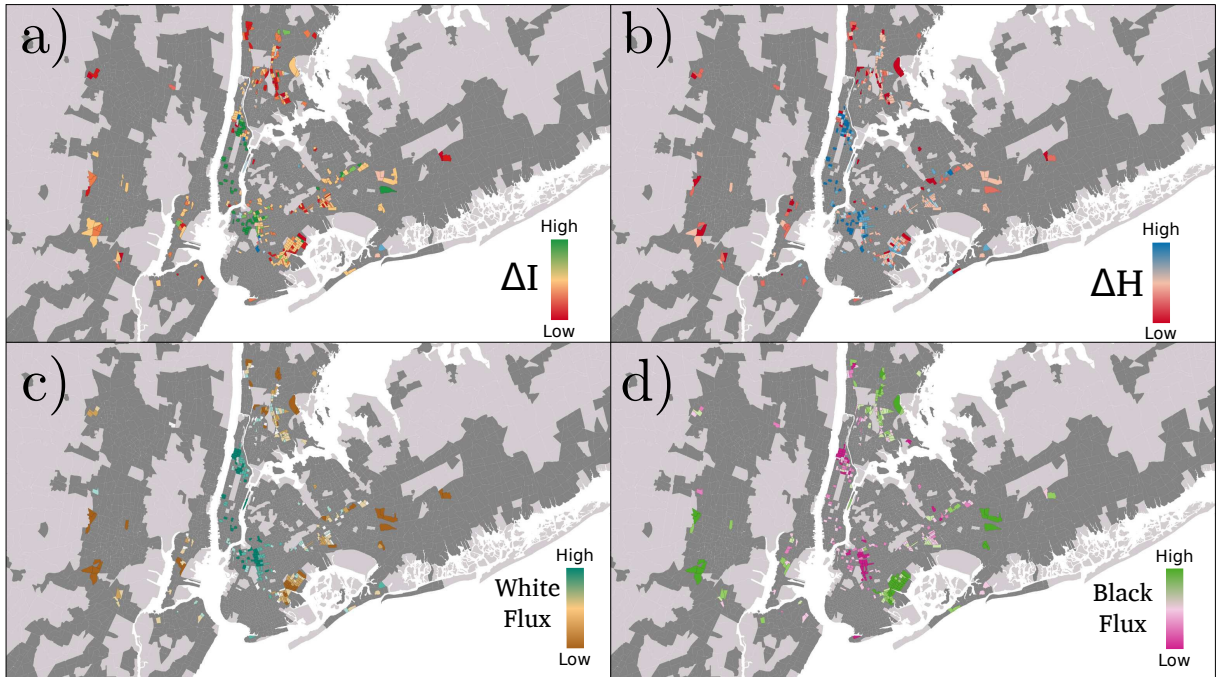 a)
High
ΔI
Low
b)
High
ΔH
Low
c)
High
White
Flux
Low
d)
High
Black
Flux
Low